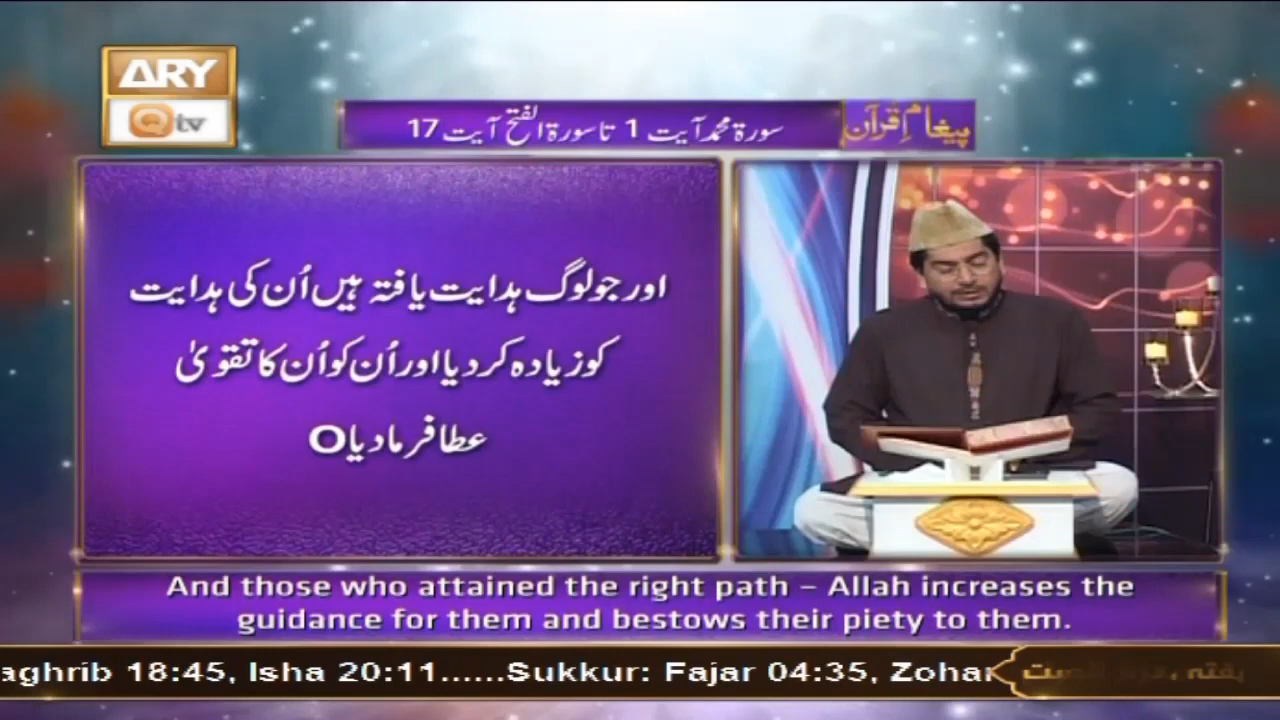 ARY
Qtv
پیغامِ قرآن
سورۃ محمد آیت 1 تا سورۃ الفتح آیت 17
اور جو لوگ ہدایت یافتہ ہیں اُن کی ہدایت
کو زیادہ کر دیا اور اُن کو اُن کا تقویٰ
عطا فرما دیاO
And those who attained the right path – Allah increases the
guidance for them and bestows their piety to them.
aghrib 18:45, Isha 20:11......Sukkur: Fajar 04:35, Zohar
ہفتہ